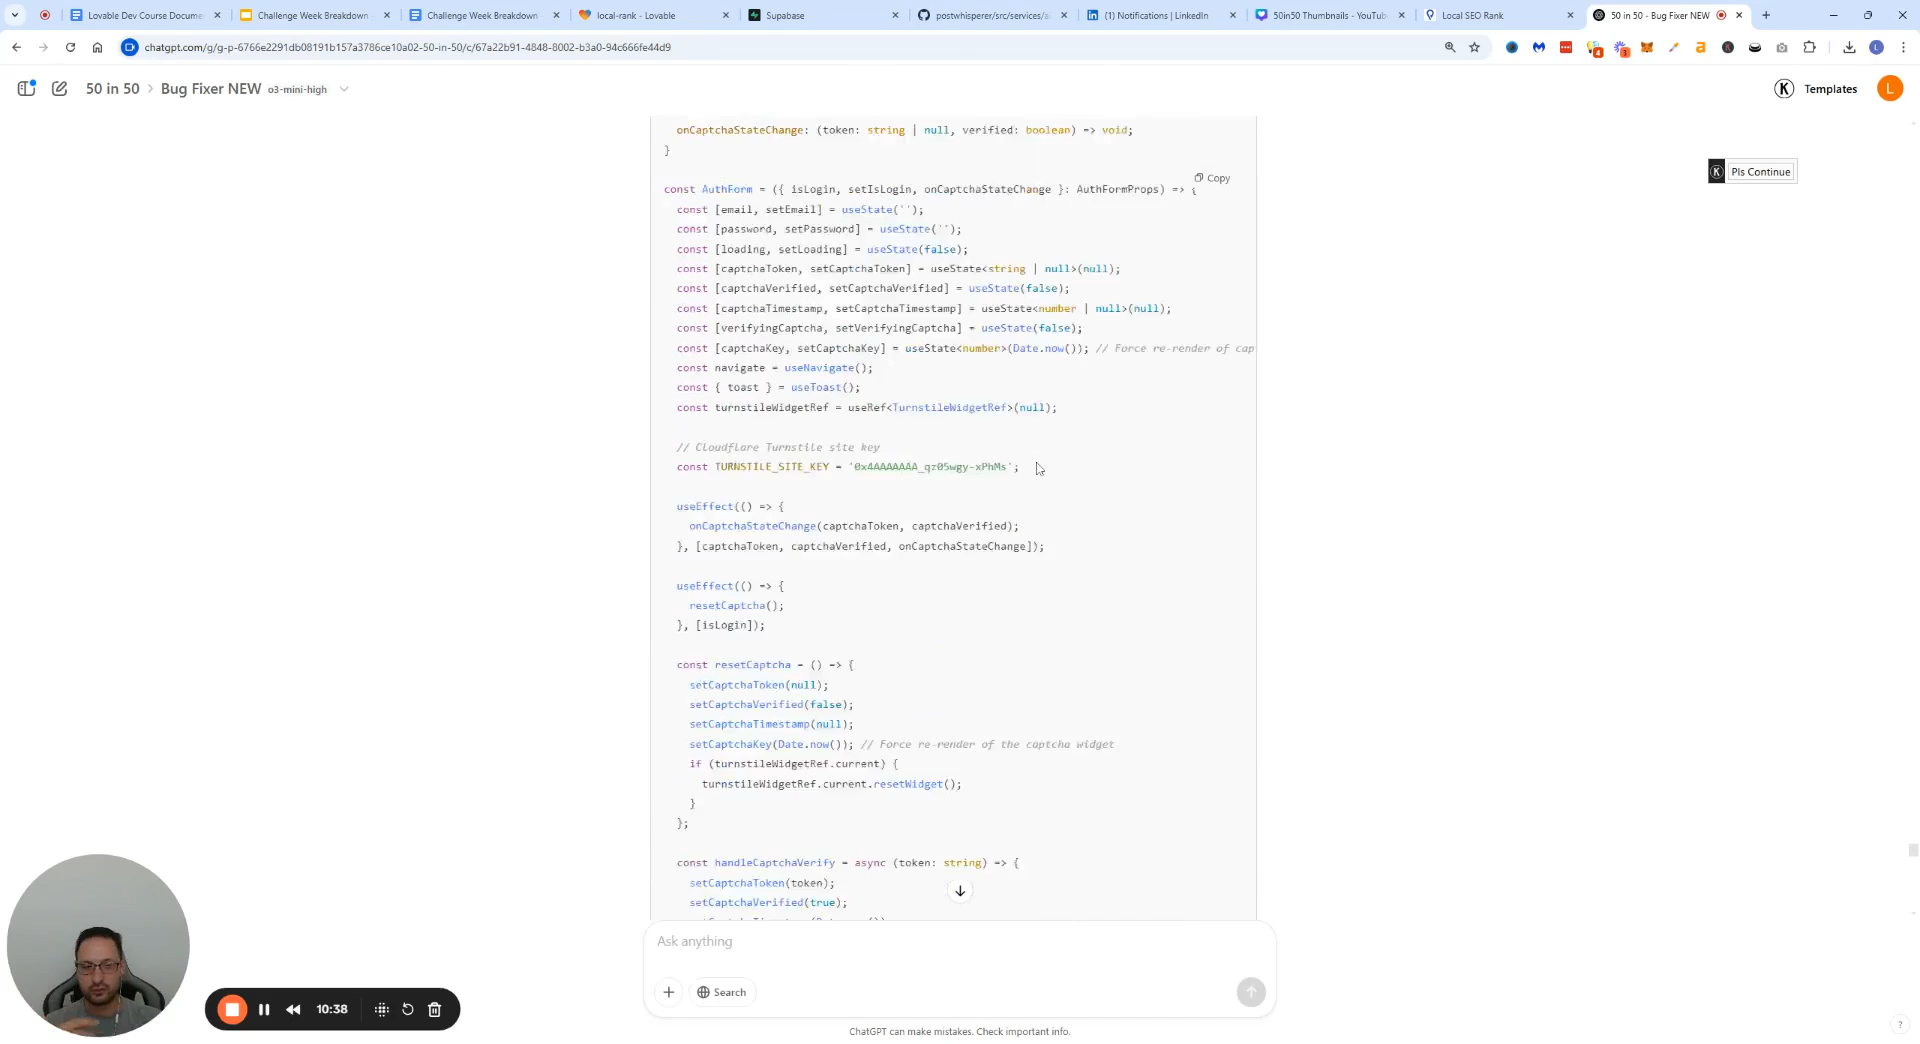 Lovable Dev Course Docume
Challenge Week Breakdown
Challenge Week Breakdown
local-rank - Lovable
Supabase
postwhisperer/src/services/a
(1) Notifications | LinkedIn
50in50 Thumbnails - YouTub
Local SEO Rank
50 in 50 - Bug Fixer NEW
chatgpt.com/g/g-p-6766e2291db08191b157a3786ce10a02-50-in-50/c/67a22b91-4848-8002-b3a0-94c666fe44d9
50 in 50 > Bug Fixer NEW o3-mini-high
Templates
L
Pls Continue
onCaptchaStateChange: (token: string | null, verified: boolean) => void;
}
Copy
const AuthForm = ({ isLogin, setIsLogin, onCaptchaStateChange }: AuthFormProps) => {
const [email, setEmail] = useState('');
const [password, setPassword] = useState('');
const [loading, setLoading] = useState(false);
const [captchaToken, setCaptchaToken] = useState<string | null>(null);
const [captchaVerified, setCaptchaVerified] = useState(false);
const [captchaTimestamp, setCaptchaTimestamp] = useState<number | null>(null);
const [verifyingCaptcha, setVerifyingCaptcha] = useState(false);
const [captchaKey, setCaptchaKey] = useState<number>(Date.now()); // Force re-render of cap
const navigate = useNavigate();
const { toast } = useToast();
const turnstileWidgetRef = useRef<TurnstileWidgetRef>(null);
// Cloudflare Turnstile site key
const TURNSTILE_SITE_KEY = '0x4AAAAAAA_qz05wgy-xPhMs';
useEffect(() => {
onCaptchaStateChange(captchaToken, captchaVerified);
}, [captchaToken, captchaVerified, onCaptchaStateChange]);
useEffect(() => {
resetCaptcha();
}, [isLogin]);
const resetCaptcha = () => {
setCaptchaToken(null);
setCaptchaVerified(false);
setCaptchaTimestamp(null);
setCaptchaKey(Date.now()); // Force re-render of the captcha widget
if (turnstileWidgetRef.current) {
turnstileWidgetRef.current.resetWidget();
}
};
const handleCaptchaVerify = async (token: string) => {
setCaptchaToken(token);
setCaptchaVerified(true);
Ask anything
Search
10:38
ChatGPT can make mistakes. Check important info.
?